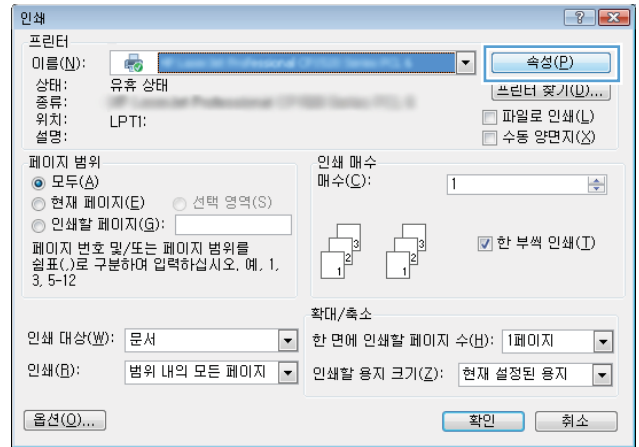 인쇄
프린터
이름(N):
속성(P)
상태: 유휴 상태
프린터 찾기(D)...
종류:
위치: LPT1:
파일로 인쇄(L)
설명:
수동 양면지(X)
페이지 범위
모두(A)
현재 페이지(E) 선택 영역(S)
인쇄할 페이지(G):
페이지 번호 및/또는 페이지 범위를
쉼표(,)로 구분하여 입력하십시오. 예, 1,
3, 5-12
인쇄 매수
매수(C): 1
3 3
2 2
1 1
한 부씩 인쇄(T)
인쇄 대상(W): 문서
인쇄(R): 범위 내의 모든 페이지
확대/축소
한 면에 인쇄할 페이지 수(H): 1페이지
인쇄할 용지 크기(Z): 현재 설정된 용지
옵션(O)...
확인 취소